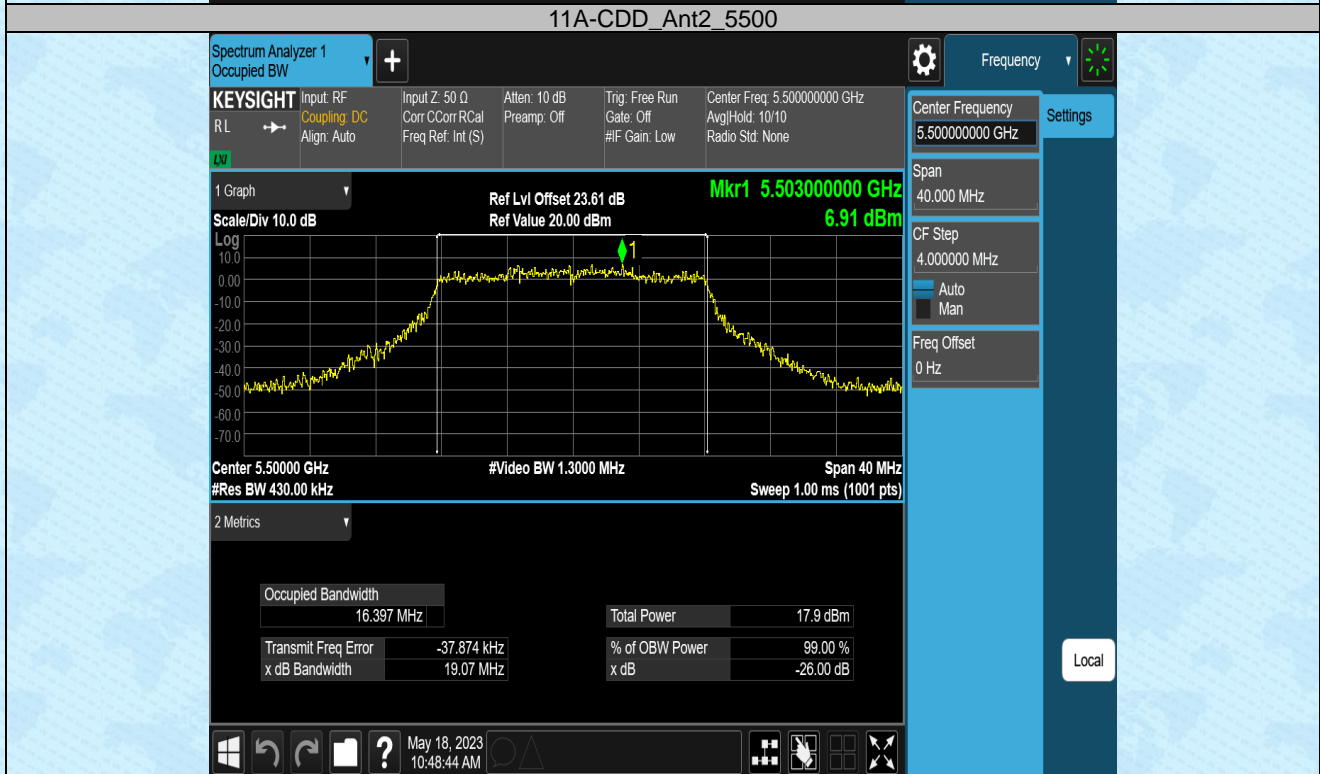 11A-CDD_Ant2_5500
Spectrum Analyzer 1
Occupied BW
Frequency
KEYSIGHT
RL
LXI
Input: RF
Coupling: DC
Align: Auto
Input Z: 50 Ω
Corr CCorr RCal
Freq Ref: Int (S)
Atten: 10 dB
Preamp: Off
Trig: Free Run
Gate: Off
#IF Gain: Low
Center Freq: 5.500000000 GHz
Avg|Hold: 10/10
Radio Std: None
Center Frequency
5.500000000 GHz
Settings
Span
40.000 MHz
CF Step
4.000000 MHz
Auto
Man
Freq Offset
0 Hz
1 Graph
Scale/Div 10.0 dB
Ref Lvl Offset 23.61 dB
Ref Value 20.00 dBm
Mkr1 5.503000000 GHz
6.91 dBm
Log
1
10.0
0.00
-10.0
-20.0
-30.0
-40.0
-50.0
-60.0
-70.0
Center 5.50000 GHz
#Video BW 1.3000 MHz
Span 40 MHz
#Res BW 430.00 kHz
Sweep 1.00 ms (1001 pts)
2 Metrics
Occupied Bandwidth
16.397 MHz
Total Power 17.9 dBm
Transmit Freq Error -37.874 kHz
% of OBW Power 99.00 %
x dB Bandwidth 19.07 MHz
x dB -26.00 dB
Local
?
May 18, 2023
10:48:44 AM